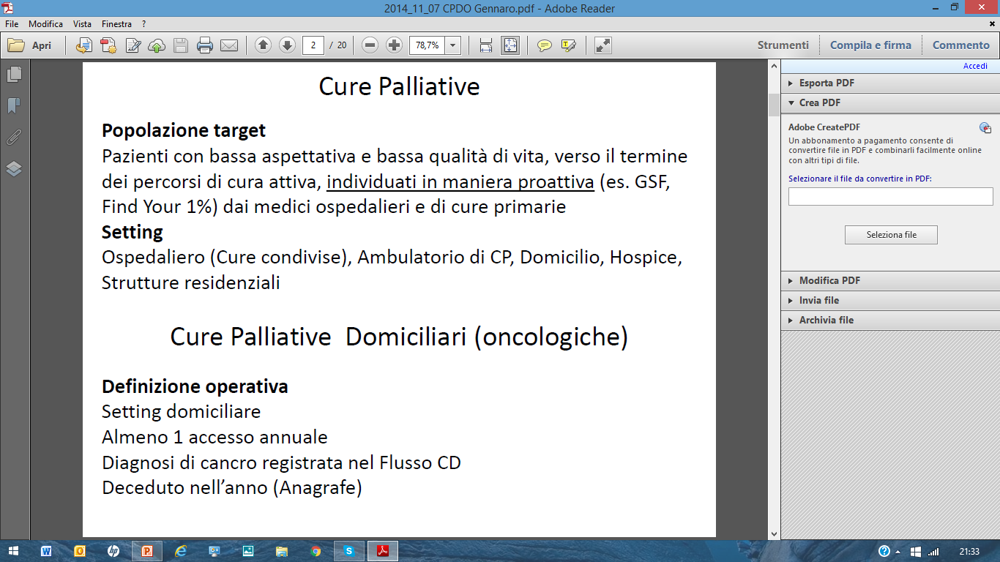 2014_11_07 CPDO Gennaro.pdf - Adobe Reader
File Modifica Vista Finestra ?
Apri 2 / 20 78,7% Strumenti Compila e firma Commento
Accedi
Esporta PDF
Crea PDF
Adobe CreatePDF
Un abbonamento a pagamento consente di
convertire file in PDF e combinarli facilmente online
con altri tipi di file.
Selezionare il file da convertire in PDF:
Seleziona file
Modifica PDF
Invia file
Archivia file
Cure Palliative
Popolazione target
Pazienti con bassa aspettativa e bassa qualità di vita, verso il termine
dei percorsi di cura attiva, individuati in maniera proattiva (es. GSF,
Find Your 1%) dai medici ospedalieri e di cure primarie
Setting
Ospedaliero (Cure condivise), Ambulatorio di CP, Domicilio, Hospice,
Strutture residenziali
Cure Palliative Domiciliari (oncologiche)
Definizione operativa
Setting domiciliare
Almeno 1 accesso annuale
Diagnosi di cancro registrata nel Flusso CD
Deceduto nell’anno (Anagrafe)
21:33